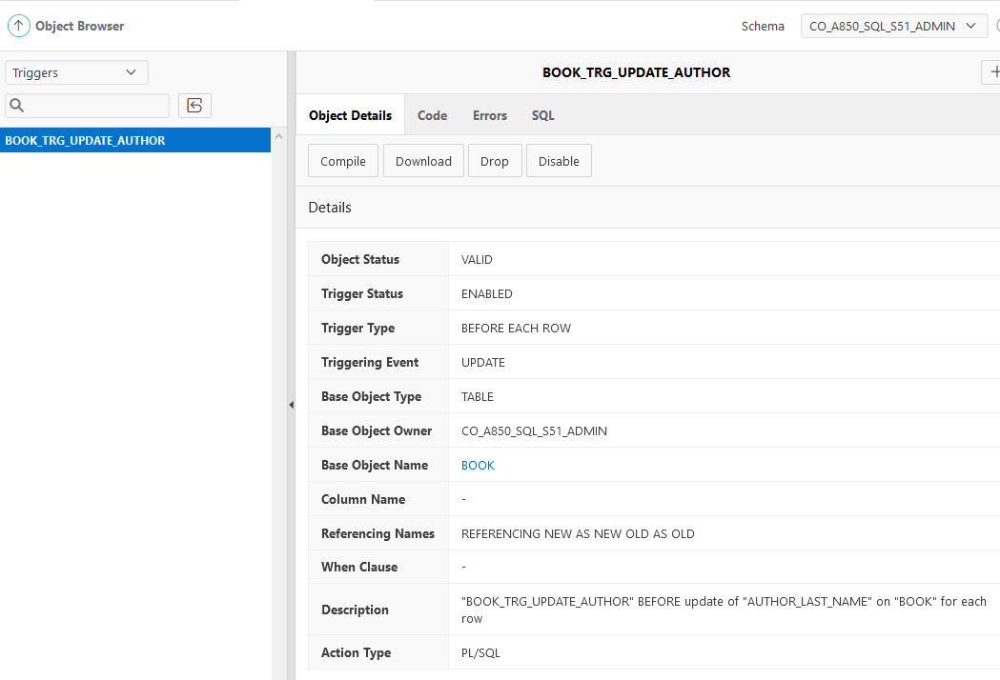 Object Browser
Schema
CO_A850_SQL_S51_ADMIN
Triggers
BOOK_TRG_UPDATE_AUTHOR
BOOK_TRG_UPDATE_AUTHOR
Object Details Code Errors SQL
Compile Download Drop Disable
Details
Object Status VALID
Trigger Status ENABLED
Trigger Type BEFORE EACH ROW
Triggering Event UPDATE
Base Object Type TABLE
Base Object Owner CO_A850_SQL_S51_ADMIN
Base Object Name BOOK
Column Name -
Referencing Names REFERENCING NEW AS NEW OLD AS OLD
When Clause -
Description "BOOK_TRG_UPDATE_AUTHOR" BEFORE update of "AUTHOR_LAST_NAME" on "BOOK" for each
row
Action Type PL/SQL